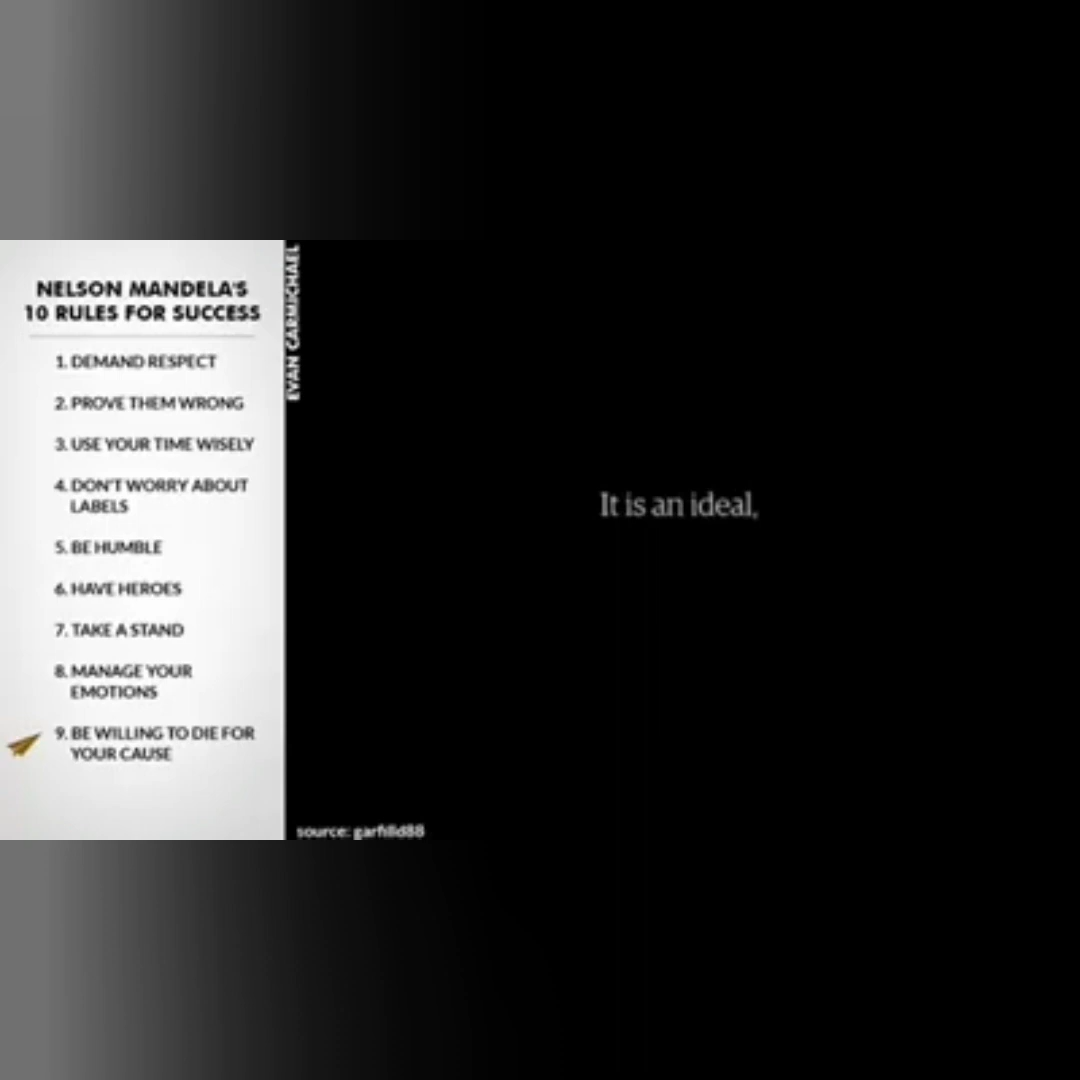 NELSON MANDELA'S
10 RULES FOR SUCCESS
1. DEMAND RESPECT
2. PROVE THEM WRONG
3. USE YOUR TIME WISELY
4. DON'T WORRY ABOUT
LABELS
5. BE HUMBLE
6. HAVE HEROES
7. TAKE A STAND
8. MANAGE YOUR
EMOTIONS
9. BE WILLING TO DIE FOR
YOUR CAUSE
EVAN CARMICHAEL
It is an ideal,
source: garfilld88